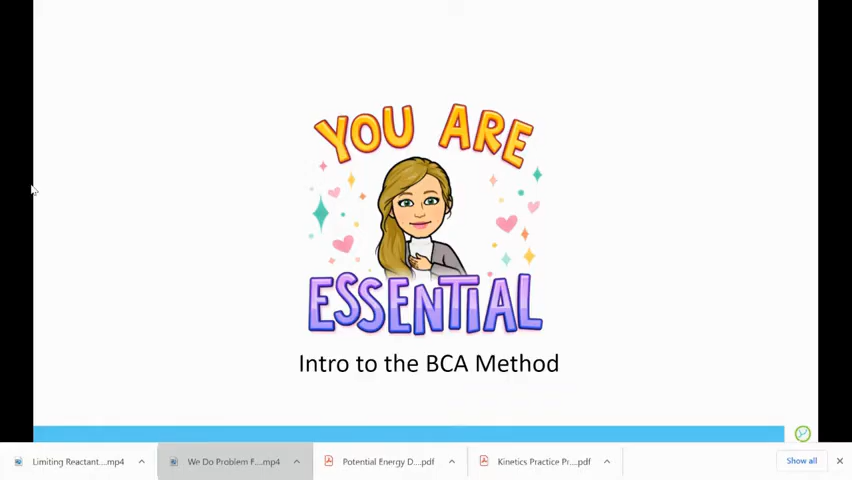 YOU ARE
ESSENTIAL
Intro to the BCA Method
Limiting Reactant....mp4
We Do Problem F....mp4
Potential Energy D....pdf
Kinetics Practice Pr....pdf
Show all